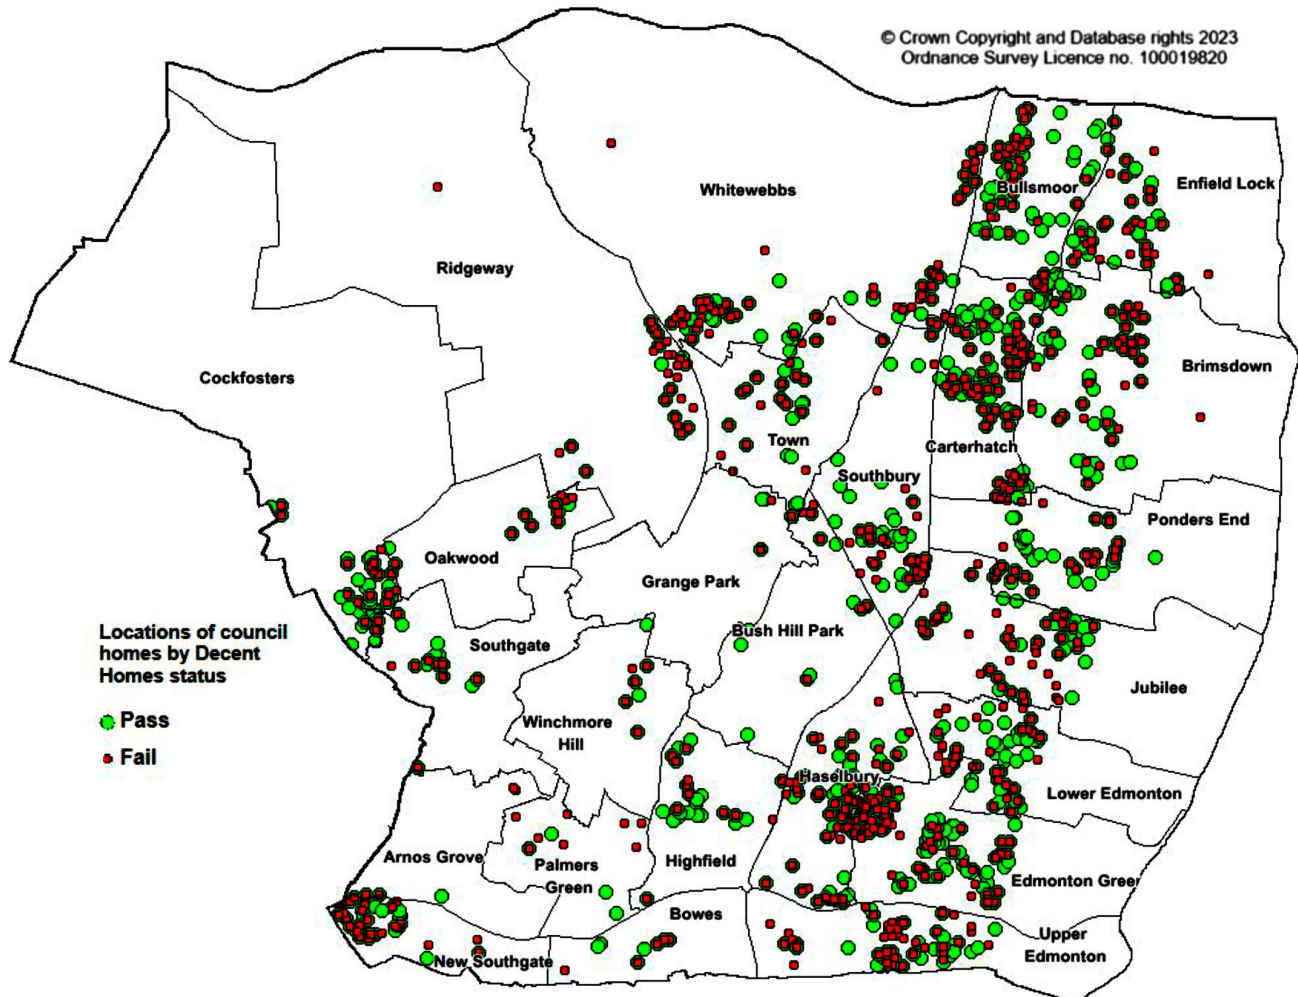 © Crown Copyright and Database rights 2023
Ordnance Survey Licence no. 100019820
Enfield Lock
Bullsmoor
Whitewebbs
Ridgeway
Brimsdown
Cockfosters
Town
Carterhatch
Southbury
Ponders End
Oakwood
Grange Park
Bush Hill Park
Locations of council
homes by Decent
Homes status
Pass
Fail
Southgate
Jubilee
Winchmore
Hill
Haselbury
Lower Edmonton
Arnos Grove
Palmers
Green
Highfield
Edmonton Green
Bowes
Upper
Edmonton
New Southgate